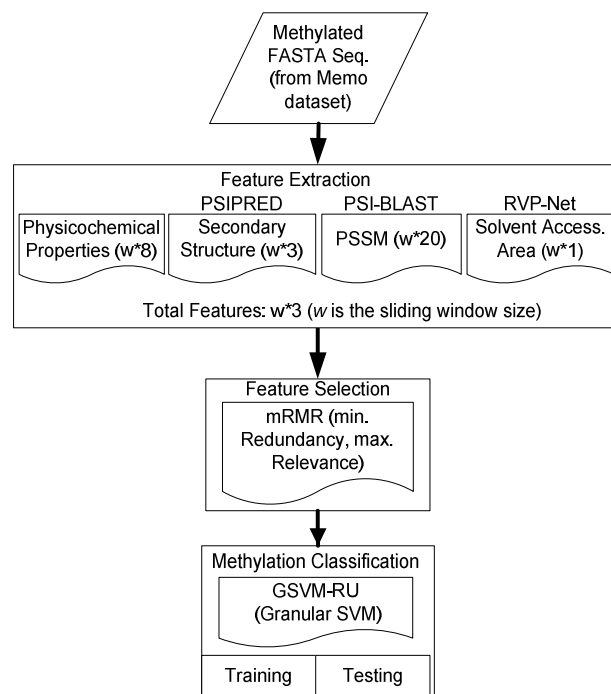 Methylated
FASTA Seq.
(from Memo
dataset)
Feature Extraction
PSIPRED
PSI-BLAST
RVP-Net
Physicochemical
Properties (w*8)
Secondary
Structure (w*3)
PSSM (w*20)
Solvent Access.
Area (w*1)
Total Features: w*3 (w is the sliding window size)
Feature Selection
mRMR (min.
Redundancy, max.
Relevance)
Methylation Classification
GSVM-RU
(Granular SVM)
Training
Testing